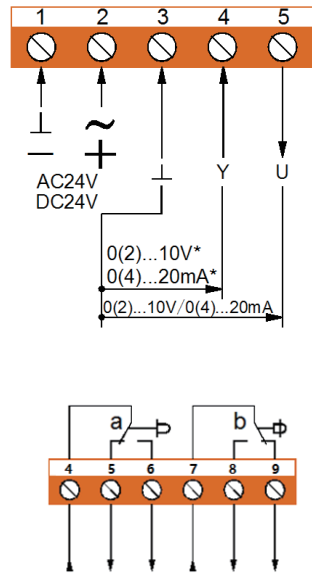 1 2 3 4 5
⊥ ~ ⊥ Y U
− +
AC24V
DC24V
0(2)...10V*
0(4)...20mA*
0(2)...10V/0(4)...20mA
a b
4 5 6 7 8 9